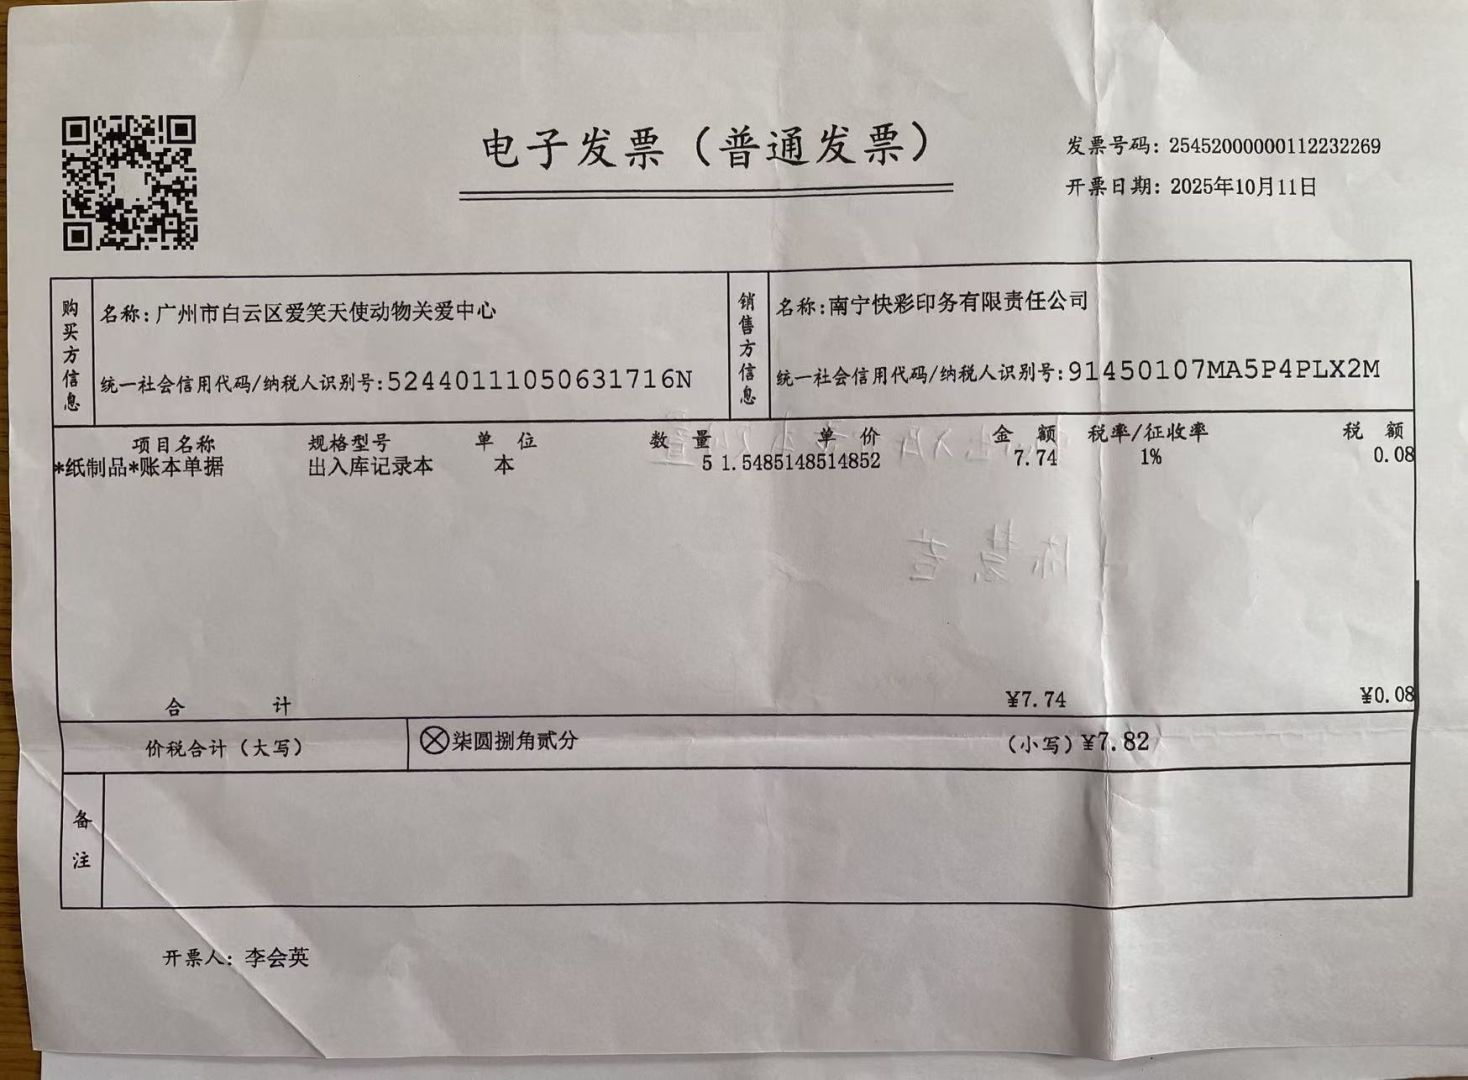 电子发票（普通发票）
发票号码：25452000000112232269
开票日期：2025年10月11日
购买方信息
名称：广州市白云区爱笑天使动物关爱中心
统一社会信用代码/纳税人识别号：52440111050631716N
销售方信息
名称：南宁快彩印务有限责任公司
统一社会信用代码/纳税人识别号：91450107MA5P4PLX2M
项目名称 规格型号 单位 数量 单价 金额 税率/征收率 税额
*纸制品*账本单据 出入库记录本 本 5 1.5485148514852 7.74 1% 0.08
合计 ¥7.74 ¥0.08
价税合计（大写） ⊗柒圆捌角贰分 （小写）¥7.82
备注
开票人：李会英